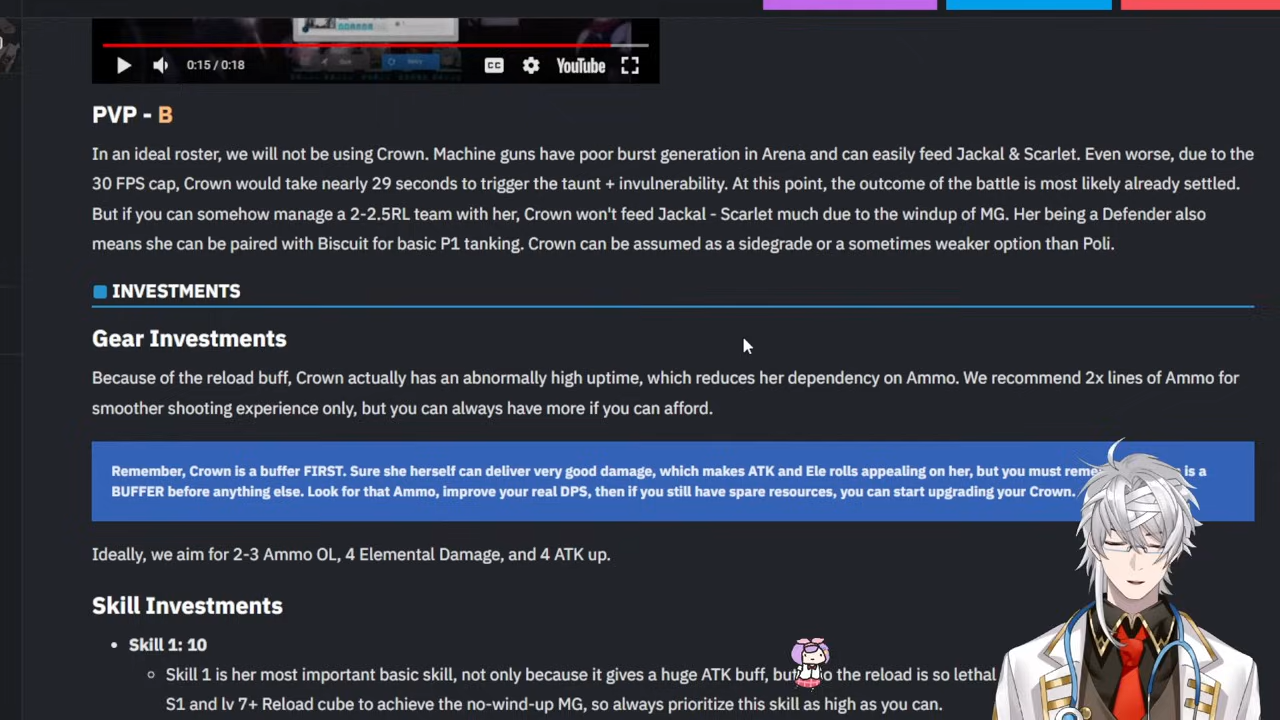 0:15 / 0:18
CC
YouTube
PVP - B
In an ideal roster, we will not be using Crown. Machine guns have poor burst generation in Arena and can easily feed Jackal & Scarlet. Even worse, due to the
30 FPS cap, Crown would take nearly 29 seconds to trigger the taunt + invulnerability. At this point, the outcome of the battle is most likely already settled.
But if you can somehow manage a 2-2.5RL team with her, Crown won't feed Jackal - Scarlet much due to the windup of MG. Her being a Defender also
means she can be paired with Biscuit for basic P1 tanking. Crown can be assumed as a sidegrade or a sometimes weaker option than Poli.
INVESTMENTS
Gear Investments
Because of the reload buff, Crown actually has an abnormally high uptime, which reduces her dependency on Ammo. We recommend 2x lines of Ammo for
smoother shooting experience only, but you can always have more if you can afford.
Remember, Crown is a buffer FIRST. Sure she herself can deliver very good damage, which makes ATK and Ele rolls appealing on her, but you must is a
BUFFER before anything else. Look for that Ammo, improve your real DPS, then if you still have spare resources, you can start upgrading your Crown.
Ideally, we aim for 2-3 Ammo OL, 4 Elemental Damage, and 4 ATK up.
Skill Investments
• Skill 1: 10
Skill 1 is her most important basic skill, not only because it gives a huge ATK buff, the reload is so lethal
S1 and lv 7+ Reload cube to achieve the no-wind-up MG, so always prioritize this skill as high as you can.